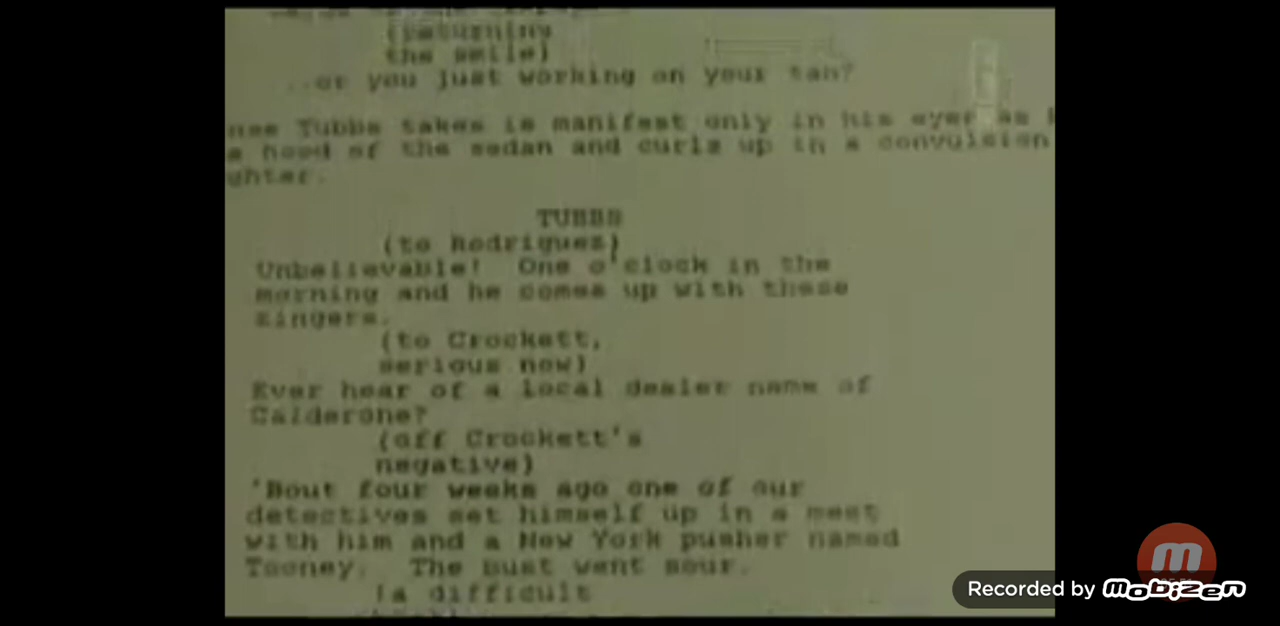 (returning
the smile)
...or you just working on your tan?
Tubbs takes is manifest only in his eyes as
hood of the sedan and curls up in a convulsion
ghter.
TUBBS
(to Rodriguez)
Unbelievable! One o'clock in the
morning and he comes up with these
zingers.
(to Crockett,
serious now)
Ever hear of a local dealer name of
Calderone?
(off Crockett's
negative)
'Bout four weeks ago one of our
detectives set himself up in a meet
with him and a New York pusher named
Tooney. The bust went sour.
(a difficult
Recorded by Mobizen